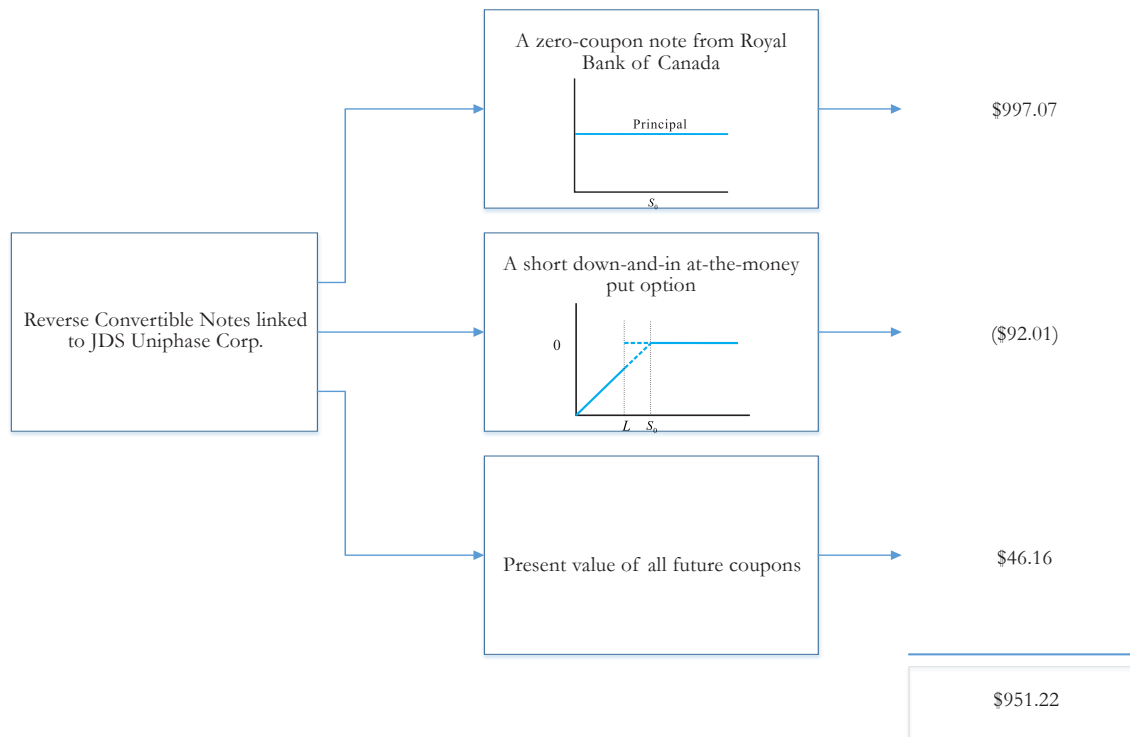 A zero-coupon note from Royal
Bank of Canada
Principal
S₀
$997.07
Reverse Convertible Notes linked
to JDS Uniphase Corp.
A short down-and-in at-the-money
put option
0
L S₀
($92.01)
Present value of all future coupons
$46.16
$951.22